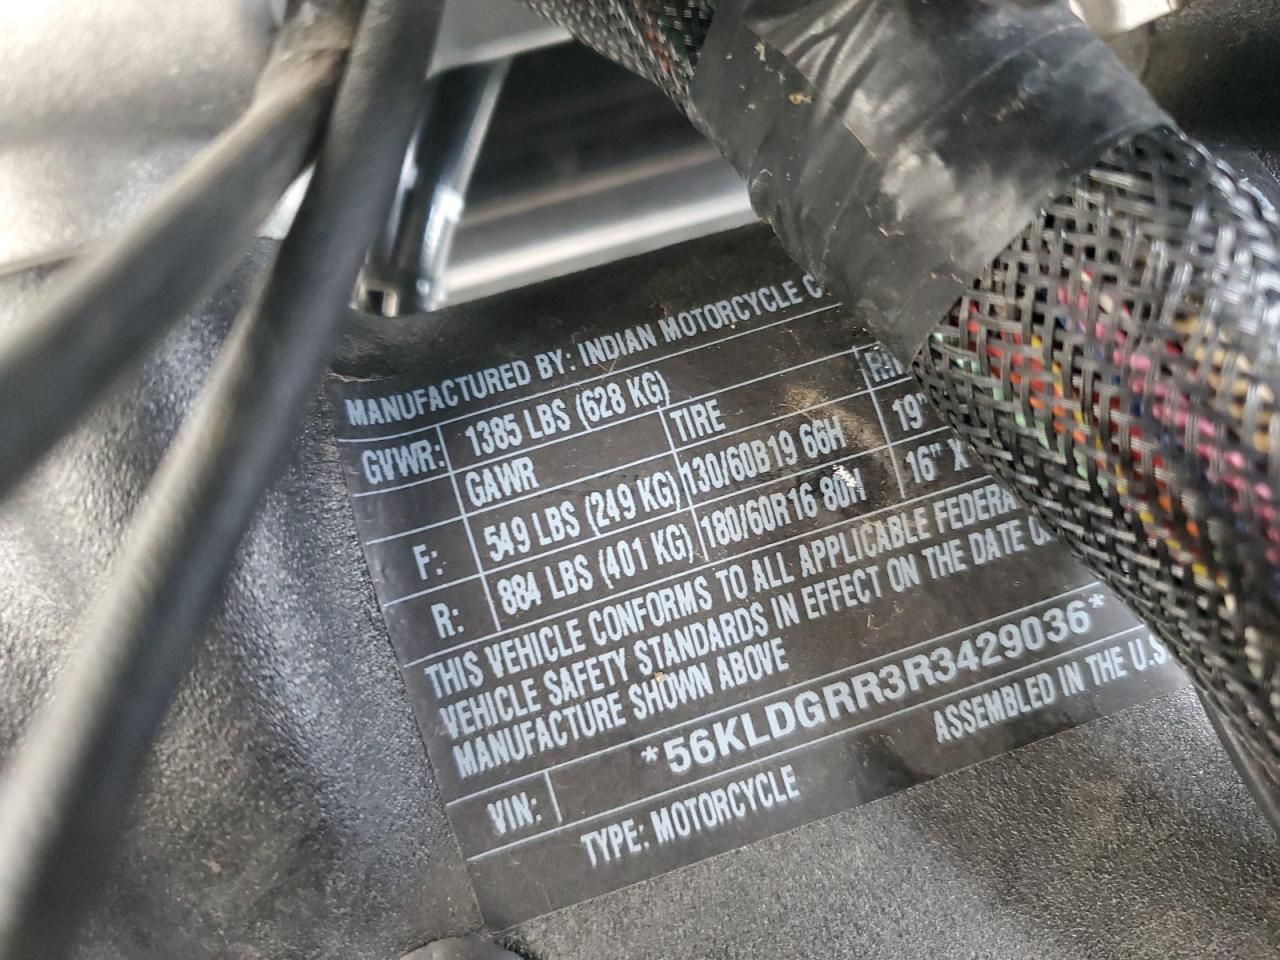 MANUFACTURED BY: INDIAN MOTORCYCLE
GVWR: 1385 LBS (628 KG)
GAWR TIRE
F: 549 LBS (249 KG) 130/60B19 66H 19"
R: 884 LBS (401 KG) 180/60R16 80H 16" X
THIS VEHICLE CONFORMS TO ALL APPLICABLE
VEHICLE SAFETY STANDARDS IN EFFECT ON THE DATE
MANUFACTURE SHOWN ABOVE
VIN: *56KLDGRR3R3429036*
TYPE: MOTORCYCLE ASSEMBLED IN THE U.S